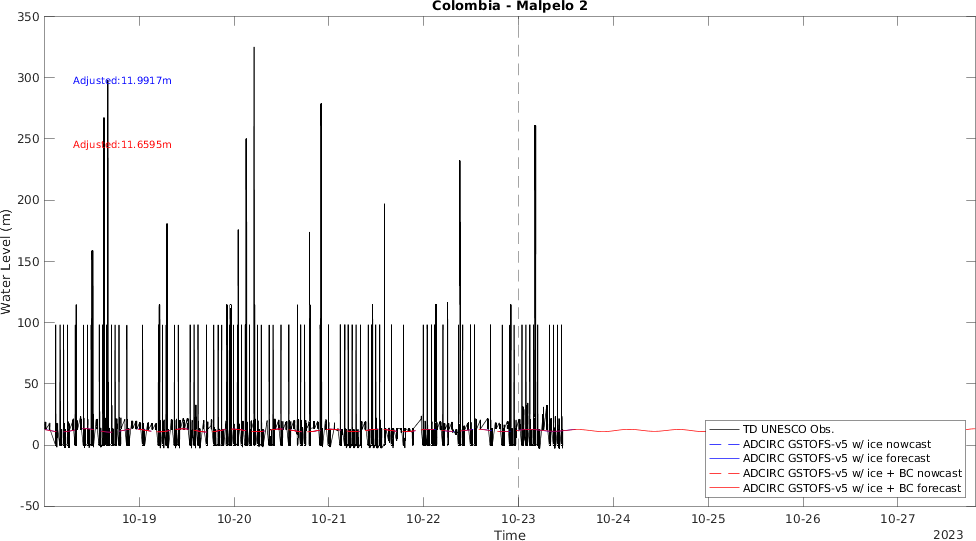 Colombia - Malpelo 2
Water Level (m)
350
300
250
200
150
100
50
0
-50
Adjusted:11.9917m
Adjusted:11.6595m
TD UNESCO Obs.
ADCIRC GSTOFS-v5 w/ ice nowcast
ADCIRC GSTOFS-v5 w/ ice forecast
ADCIRC GSTOFS-v5 w/ ice + BC nowcast
ADCIRC GSTOFS-v5 w/ ice + BC forecast
10-19 10-20 10-21 10-22 10-23 10-24 10-25 10-26 10-27
Time
2023